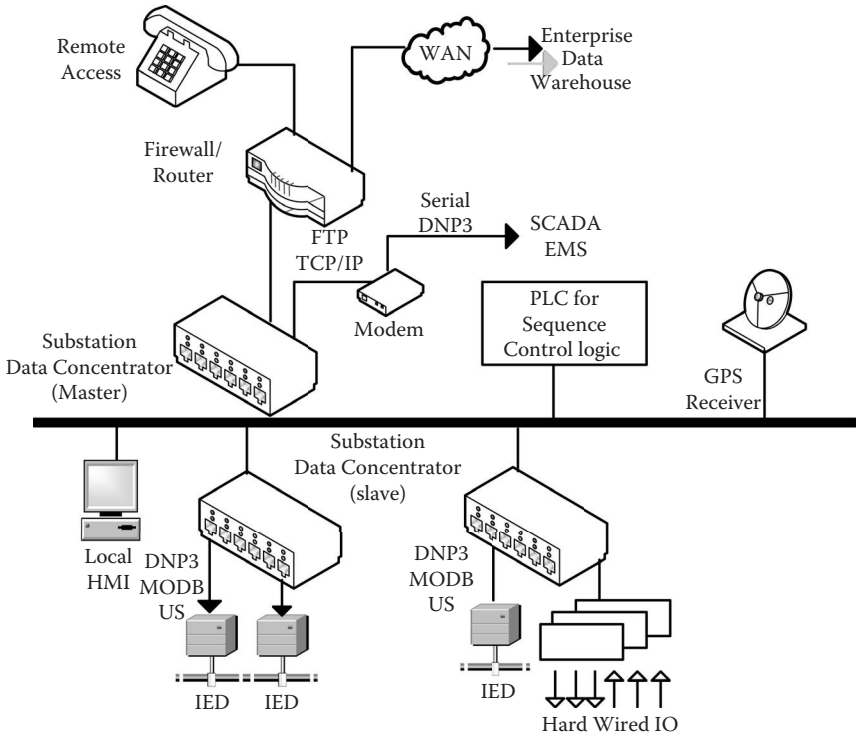 Remote
Access
WAN
Enterprise
Data
Warehouse
Firewall/
Router
FTP
TCP/IP
Serial
DNP3
SCADA
EMS
Modem
PLC for
Sequence
Control logic
GPS
Receiver
Substation
Data Concentrator
(Master)
Substation
Data Concentrator
(slave)
Local
HMI
DNP3
MODB
US
DNP3
MODB
US
IED
IED
IED
Hard Wired IO